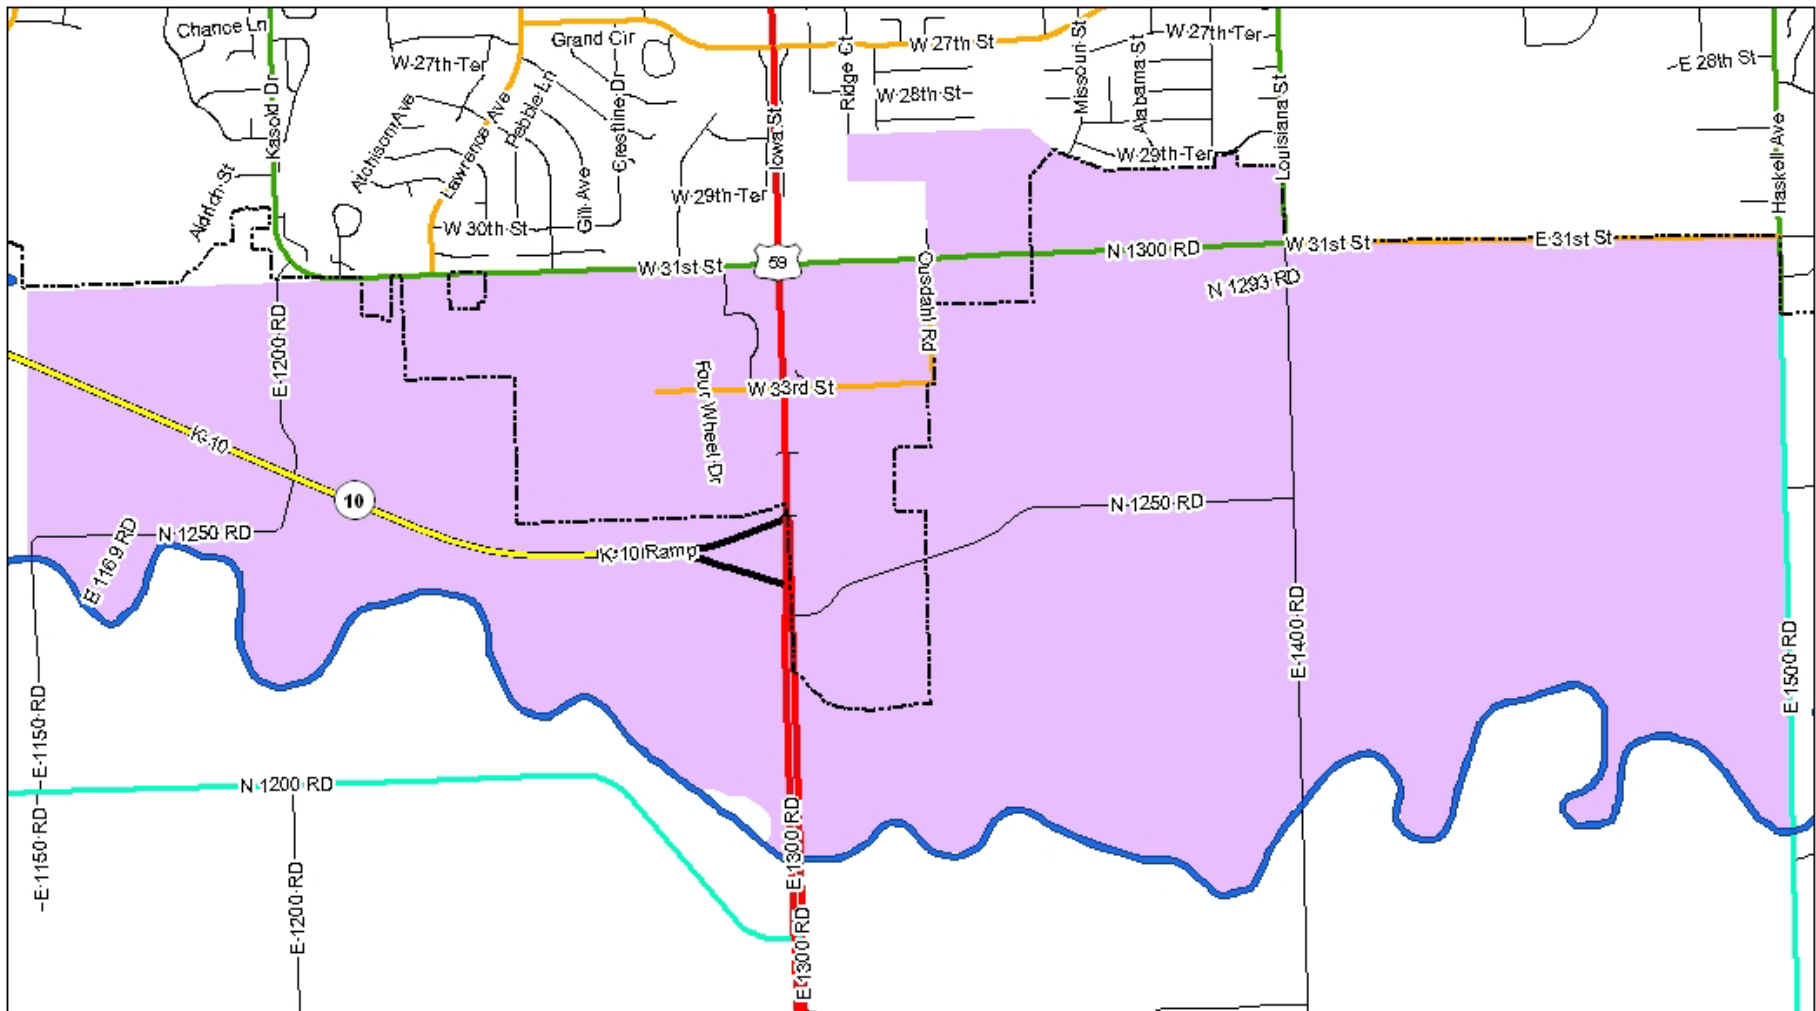 Chance Ln
Grand Cir
W 27th St
W 27th Ter
W 27th Ter
E 28th St
Ridge Ct
Missouri St
Alabama St
Louisiana St
Haskell Ave
Kasold Dr
Atchison Ave
Lawrence Ave
Pebble Ln
Crestline Dr
Iowa St
W 28th St
W 29th Ter
W 29th Ter
Aldrich St
Gill Ave
W 30th St
W 31st St
59
N 1300 RD
W 31st St
E 31st St
Ousdahl Rd
N 1293 RD
E 1200 RD
Four Wheel Dr
W 33rd St
K-10
10
N 1250 RD
N 1250 RD
E 1169 RD
K-10 Ramp
E 1400 RD
E 1500 RD
E 1150 RD
E 1150 RD
N 1200 RD
E 1200 RD
E 1300 RD
E 1300 RD